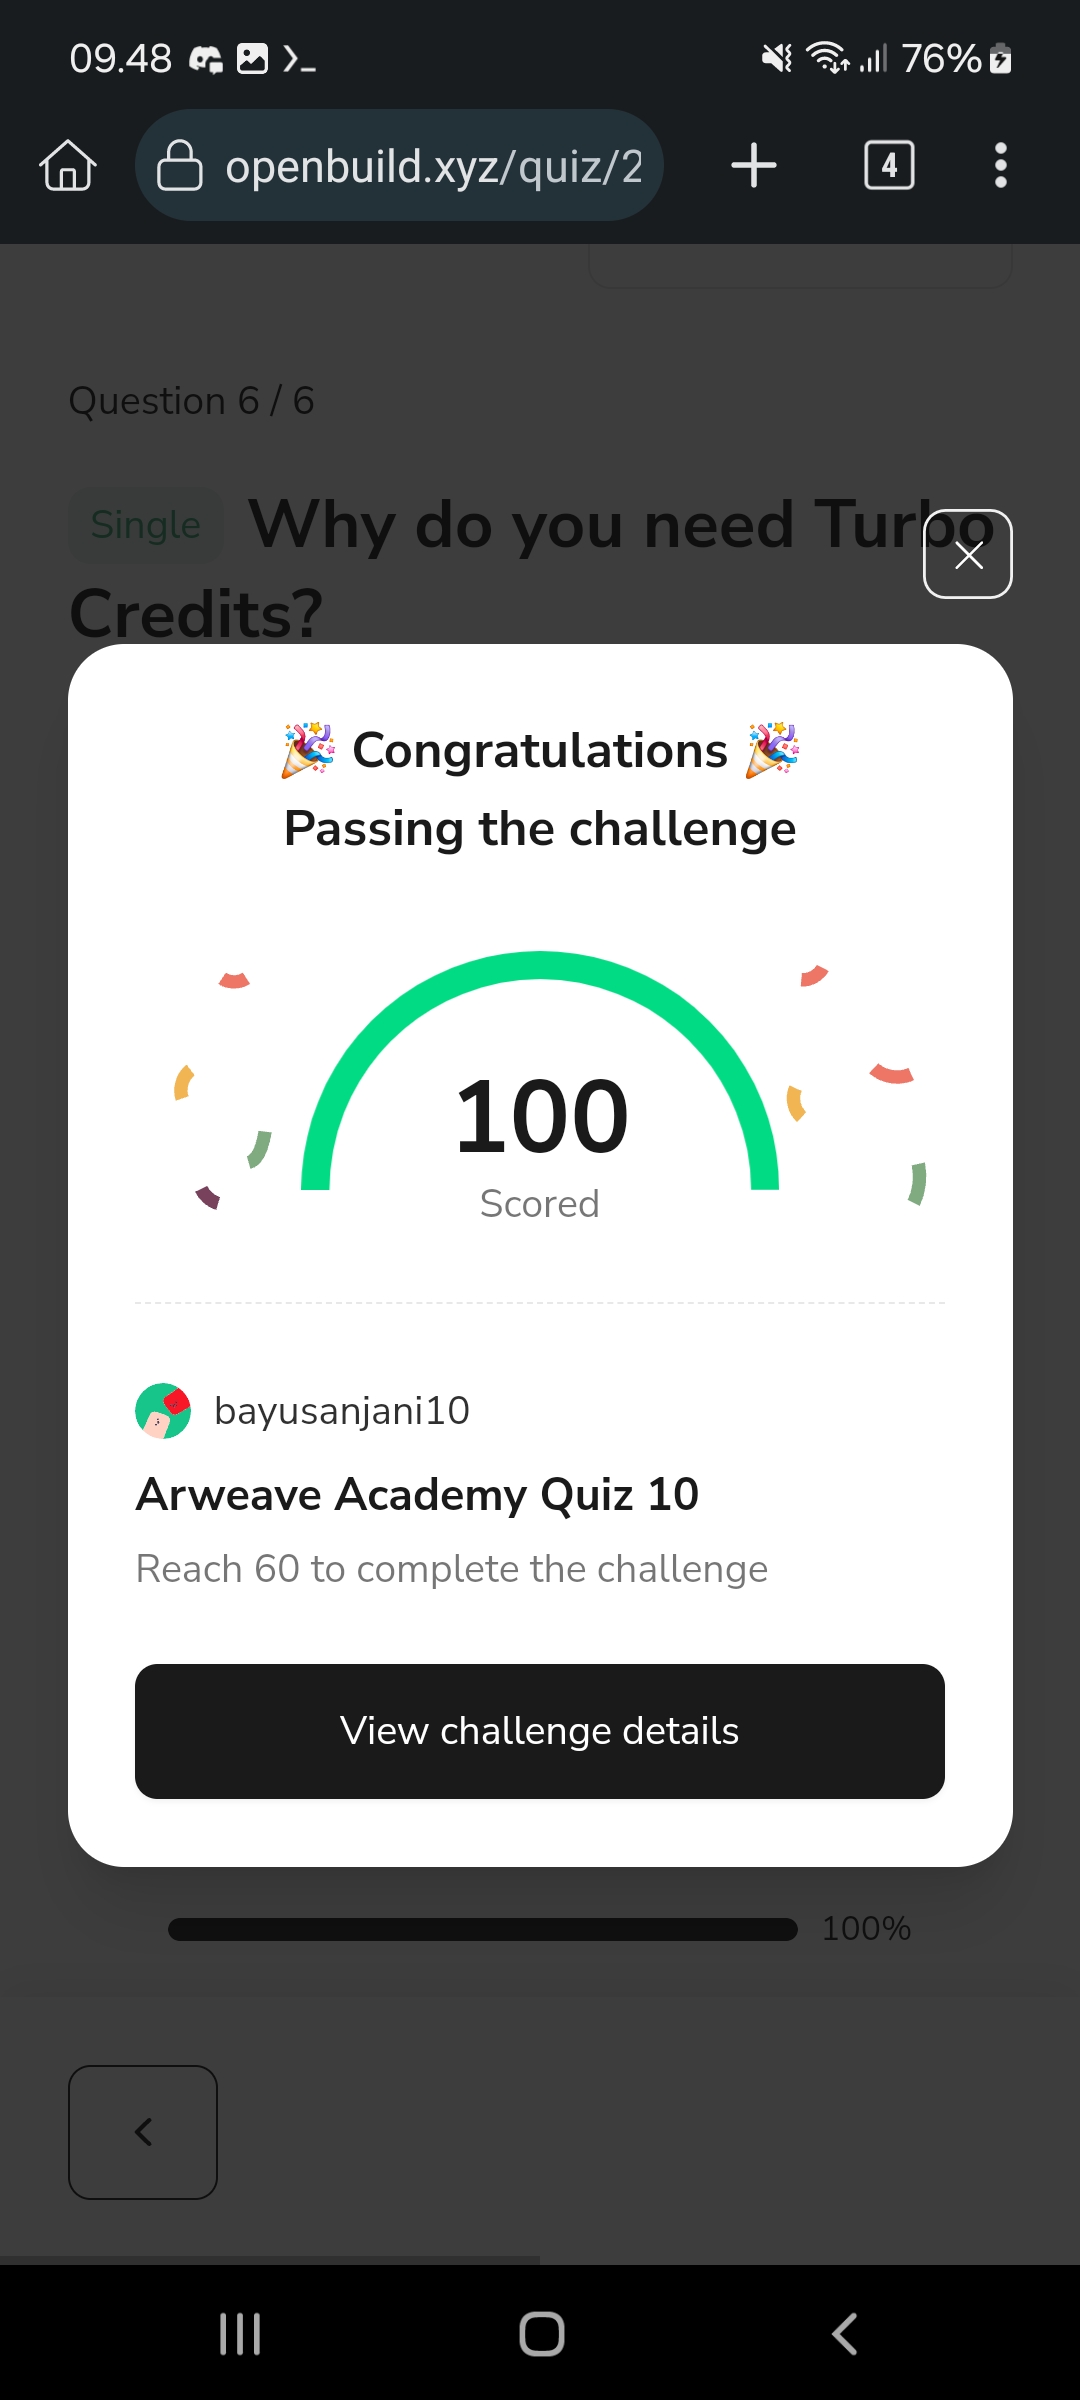 09.48
76%
openbuild.xyz/quiz/2
4
Question 6 / 6
Single Why do you need Turbo
Credits?
🎉 Congratulations 🎉
Passing the challenge
100
Scored
bayusanjani10
Arweave Academy Quiz 10
Reach 60 to complete the challenge
View challenge details
100%